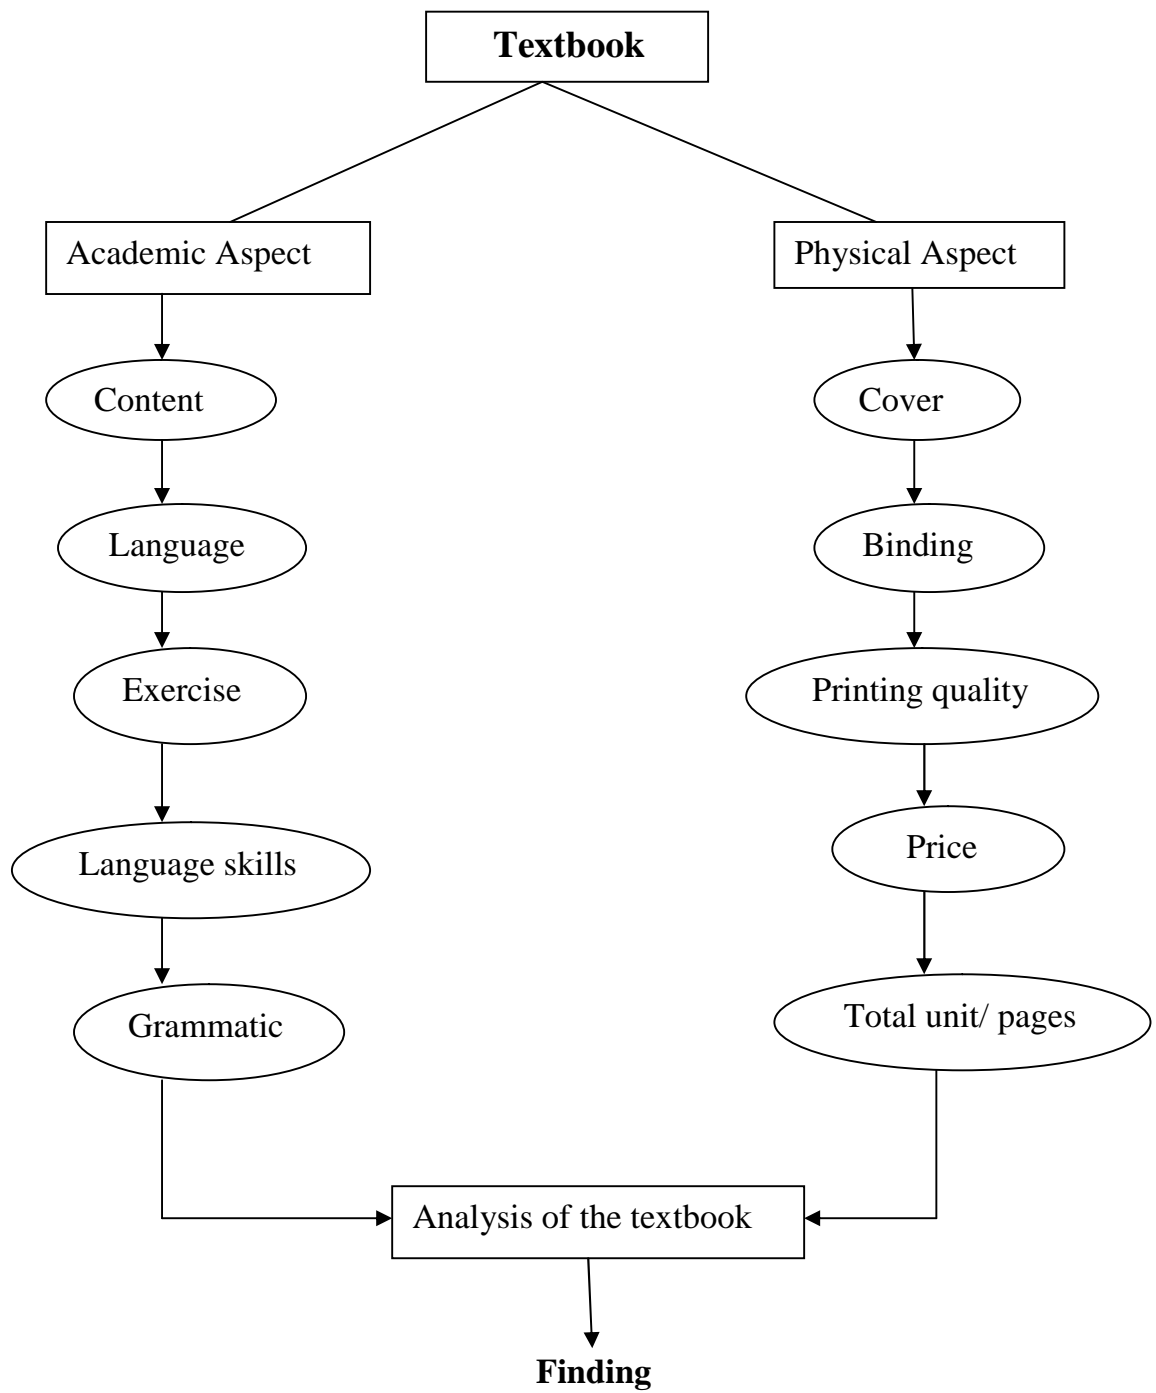 Textbook
Academic Aspect
Physical Aspect
Content
Cover
Language
Binding
Exercise
Printing quality
Language skills
Price
Grammatic
Total unit/ pages
Analysis of the textbook
Finding